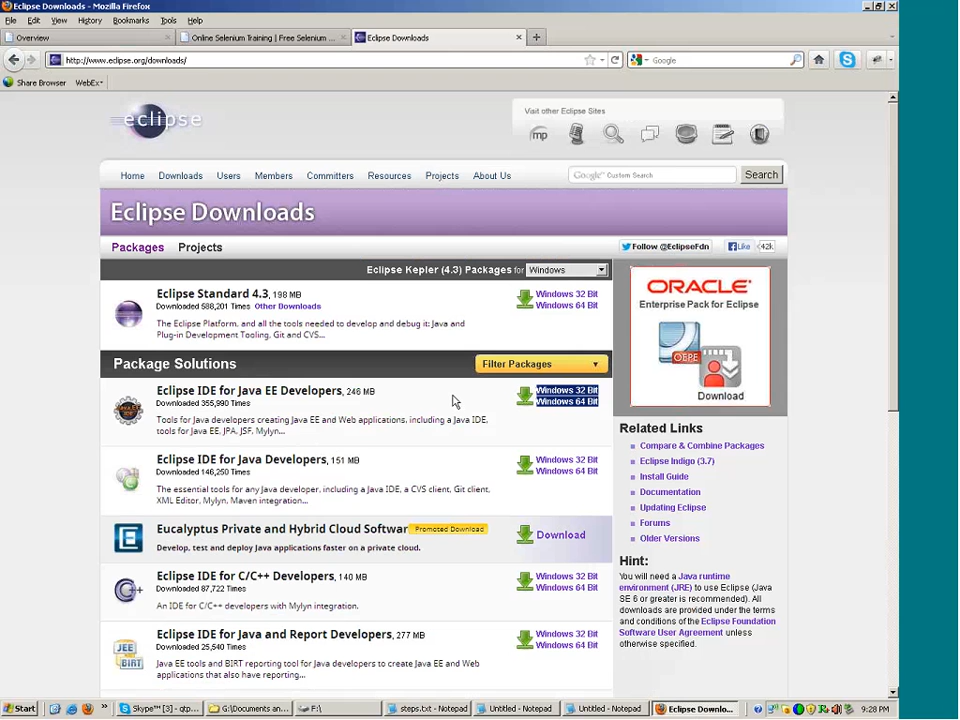 Eclipse Downloads - Mozilla Firefox
File Edit View History Bookmarks Tools Help
Overview × Online Selenium Training | Free Selenium ... × Eclipse Downloads × +
http://www.eclipse.org/downloads/ Google
Share Browser WebEx
eclipse
Visit other Eclipse Sites
mp
Home Downloads Users Members Committers Resources Projects About Us
Google™ Custom Search Search
Eclipse Downloads
Packages Projects
Follow @EclipseFdn Like 42k
Eclipse Kepler (4.3) Packages for Windows
Eclipse Standard 4.3, 198 MB
Downloaded 588,201 Times Other Downloads
The Eclipse Platform, and all the tools needed to develop and debug it: Java and
Plug-in Development Tooling, Git and CVS...
Windows 32 Bit
Windows 64 Bit
Package Solutions
Filter Packages
Eclipse IDE for Java EE Developers, 246 MB
Downloaded 355,990 Times
Tools for Java developers creating Java EE and Web applications, including a Java IDE,
tools for Java EE, JPA, JSF, Mylyn...
Windows 32 Bit
Windows 64 Bit
Eclipse IDE for Java Developers, 151 MB
Downloaded 146,250 Times
The essential tools for any Java developer, including a Java IDE, a CVS client, Git client,
XML Editor, Mylyn, Maven integration...
Windows 32 Bit
Windows 64 Bit
Eucalyptus Private and Hybrid Cloud Softwar Promoted Download
Develop, test and deploy Java applications faster on a private cloud.
Download
Eclipse IDE for C/C++ Developers, 140 MB
Downloaded 87,722 Times
An IDE for C/C++ developers with Mylyn integration.
Windows 32 Bit
Windows 64 Bit
Eclipse IDE for Java and Report Developers, 277 MB
Downloaded 25,540 Times
Java EE tools and BIRT reporting tool for Java developers to create Java EE and Web
applications that also have reporting...
Windows 32 Bit
Windows 64 Bit
ORACLE
Enterprise Pack for Eclipse
OEPE
Download
Related Links
Compare & Combine Packages
Eclipse Indigo (3.7)
Install Guide
Documentation
Updating Eclipse
Forums
Older Versions
Hint:
You will need a Java runtime
environment (JRE) to use Eclipse (Java
SE 6 or greater is recommended). All
downloads are provided under the terms
and conditions of the Eclipse Foundation
Software User Agreement unless
otherwise specified.
Start » Skype™ [3] - qtp... G:\Documents an... F:\ steps.txt - Notepad Untitled - Notepad Untitled - Notepad Eclipse Downlo... 9:28 PM